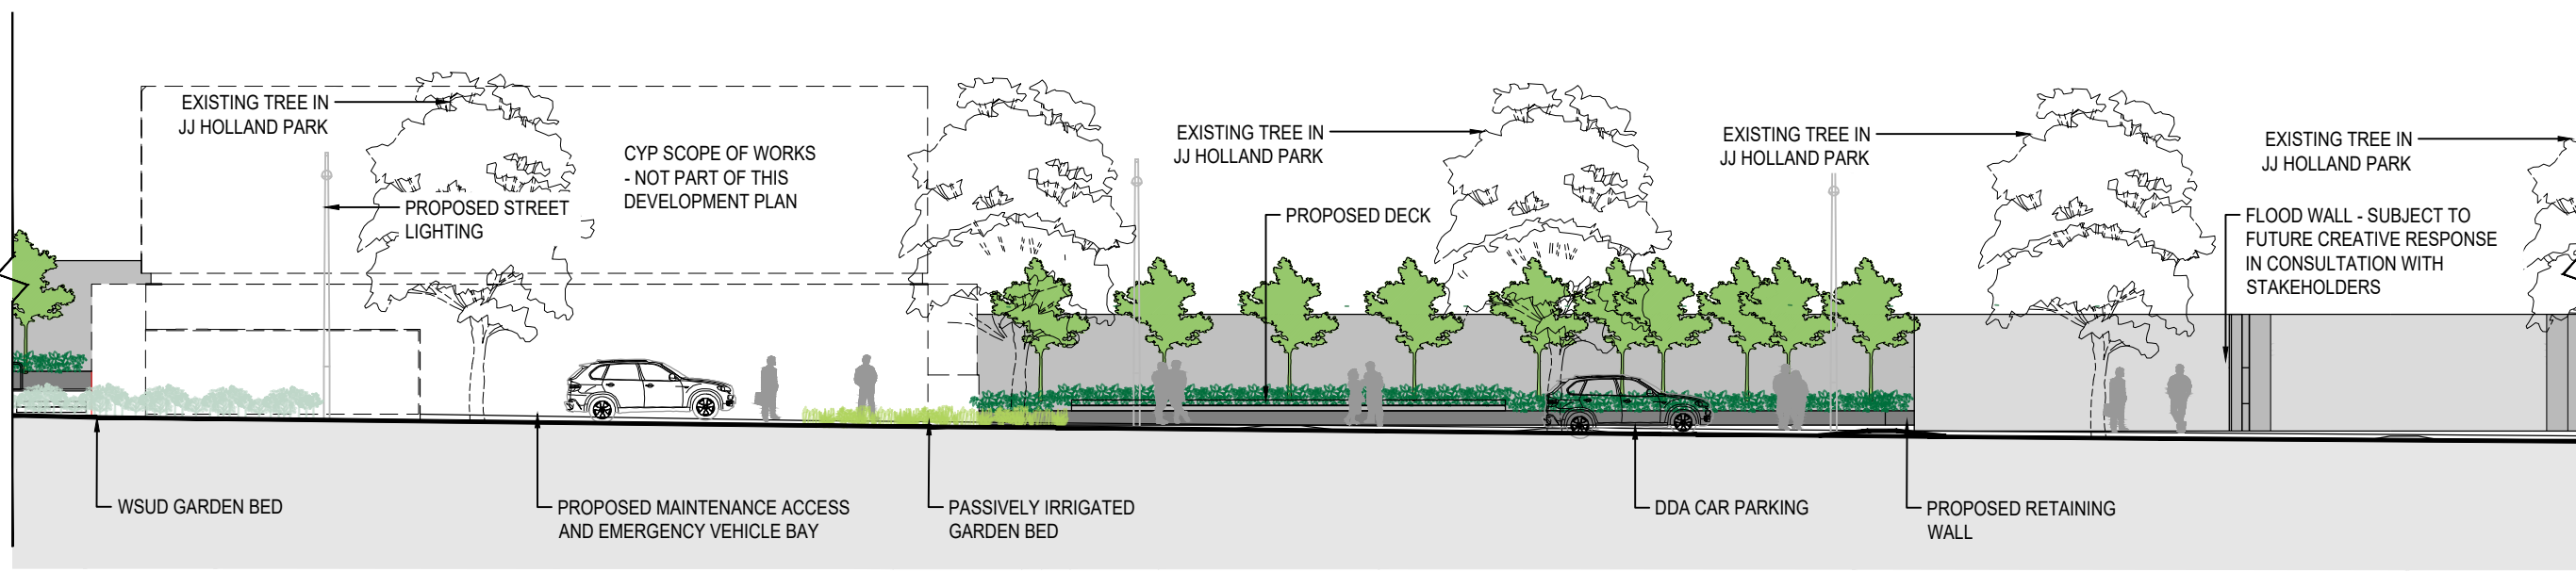 EXISTING TREE IN
JJ HOLLAND PARK
PROPOSED STREET
LIGHTING
CYP SCOPE OF WORKS
- NOT PART OF THIS
DEVELOPMENT PLAN
EXISTING TREE IN
JJ HOLLAND PARK
PROPOSED DECK
EXISTING TREE IN
JJ HOLLAND PARK
EXISTING TREE IN
JJ HOLLAND PARK
FLOOD WALL - SUBJECT TO
FUTURE CREATIVE RESPONSE
IN CONSULTATION WITH
STAKEHOLDERS
WSUD GARDEN BED
PROPOSED MAINTENANCE ACCESS
AND EMERGENCY VEHICLE BAY
PASSIVELY IRRIGATED
GARDEN BED
DDA CAR PARKING
PROPOSED RETAINING
WALL